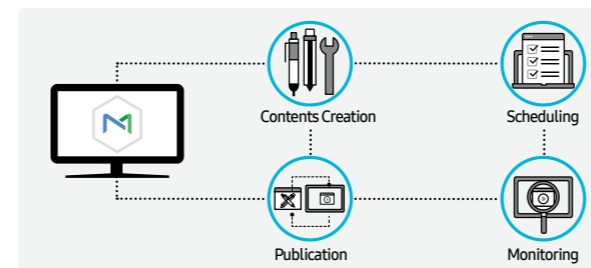 Contents Creation
Scheduling
Publication
Monitoring